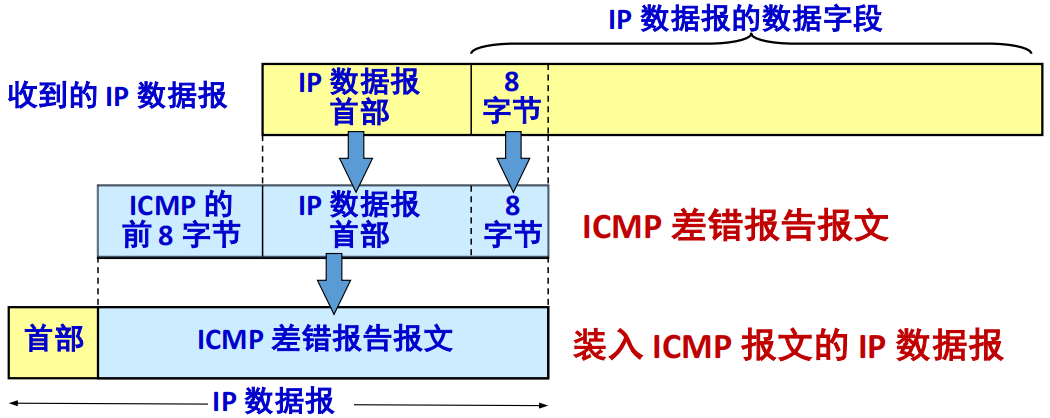 IP 数据报的数据字段
收到的 IP 数据报
IP 数据报
首部
8
字节
ICMP 的
前 8 字节
IP 数据报
首部
8
字节
ICMP 差错报告报文
首部
ICMP 差错报告报文
装入 ICMP 报文的 IP 数据报
IP 数据报